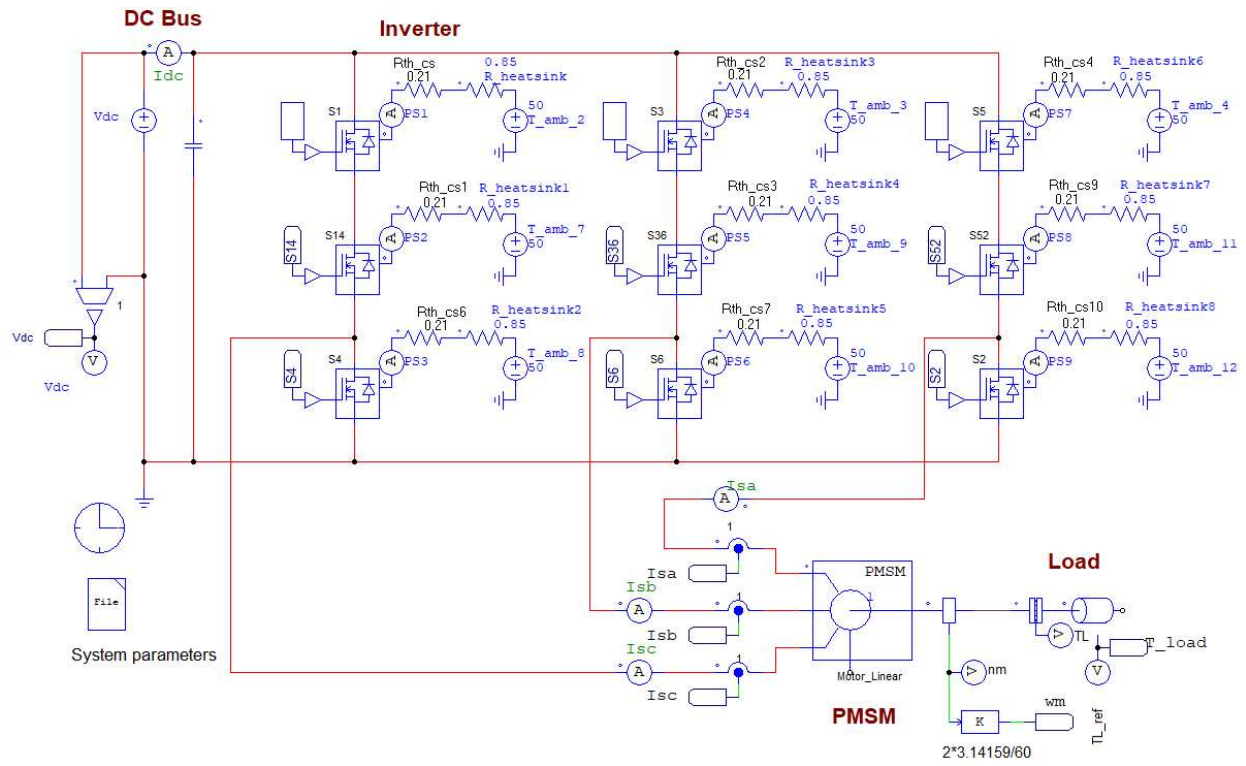 DC Bus
Inverter
Load
PMSM
A
Idc
Vdc
1
Vdc
V
Vdc
S1
A
PS1
Rth_cs
0.21
0.85
R_heatsink
50
T_amb_2
S3
A
PS4
Rth_cs2
0.21
R_heatsink3
0.85
T_amb_3
50
S5
A
PS7
Rth_cs4
0.21
R_heatsink6
0.85
T_amb_4
50
S14
S14
A
PS2
Rth_cs1
0.21
R_heatsink1
0.85
50
T_amb_7
S36
S36
A
PS5
Rth_cs3
0.21
R_heatsink4
0.85
50
T_amb_9
S52
S52
A
PS8
Rth_cs9
0.21
R_heatsink7
0.85
50
T_amb_11
S4
S4
A
PS3
Rth_cs6
0.21
R_heatsink2
0.85
T_amb_8
50
S6
S6
A
PS6
Rth_cs7
0.21
R_heatsink5
0.85
50
T_amb_10
S2
S2
A
PS9
Rth_cs10
0.21
R_heatsink8
0.85
50
T_amb_12
File
System parameters
Isa
A
1
Isa
Isb
A
1
Isb
Isc
A
1
Isc
PMSM
1
Motor_Linear
V
nm
K
2*3.14159/60
wm
V
TL
T_load
V
TL_ref